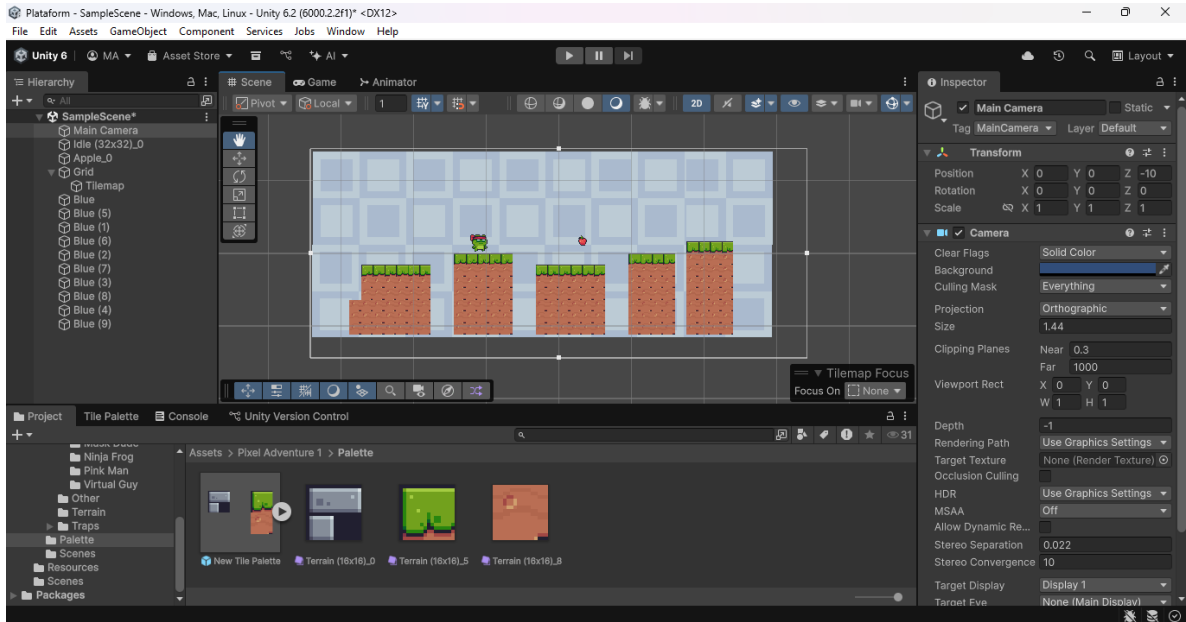 Plataform - SampleScene - Windows, Mac, Linux - Unity 6.2 (6000.2.2f1)* <DX12>
File Edit Assets GameObject Component Services Jobs Window Help
Unity 6 MA Asset Store AI Layout
Hierarchy
All
SampleScene*
Main Camera
Idle (32x32)_0
Apple_0
Grid
Tilemap
Blue
Blue (5)
Blue (1)
Blue (6)
Blue (2)
Blue (7)
Blue (3)
Blue (8)
Blue (4)
Blue (9)
Scene Game Animator
Pivot Local 1 2D
Tilemap Focus
Focus On None
Inspector
Main Camera Static
Tag MainCamera Layer Default
Transform
Position X 0 Y 0 Z -10
Rotation X 0 Y 0 Z 0
Scale X 1 Y 1 Z 1
Camera
Clear Flags Solid Color
Background
Culling Mask Everything
Projection Orthographic
Size 1.44
Clipping Planes Near 0.3
Far 1000
Viewport Rect X 0 Y 0
W 1 H 1
Depth -1
Rendering Path Use Graphics Settings
Target Texture None (Render Texture)
Occlusion Culling
HDR Use Graphics Settings
MSAA Off
Allow Dynamic Re...
Stereo Separation 0.022
Stereo Convergence 10
Target Display Display 1
Target Eye None (Main Display)
Project Tile Palette Console Unity Version Control
31
Mask Dude
Ninja Frog
Pink Man
Virtual Guy
Other
Terrain
Traps
Palette
Scenes
Resources
Scenes
Packages
Assets > Pixel Adventure 1 > Palette
New Tile Palette Terrain (16x16)_0 Terrain (16x16)_5 Terrain (16x16)_8